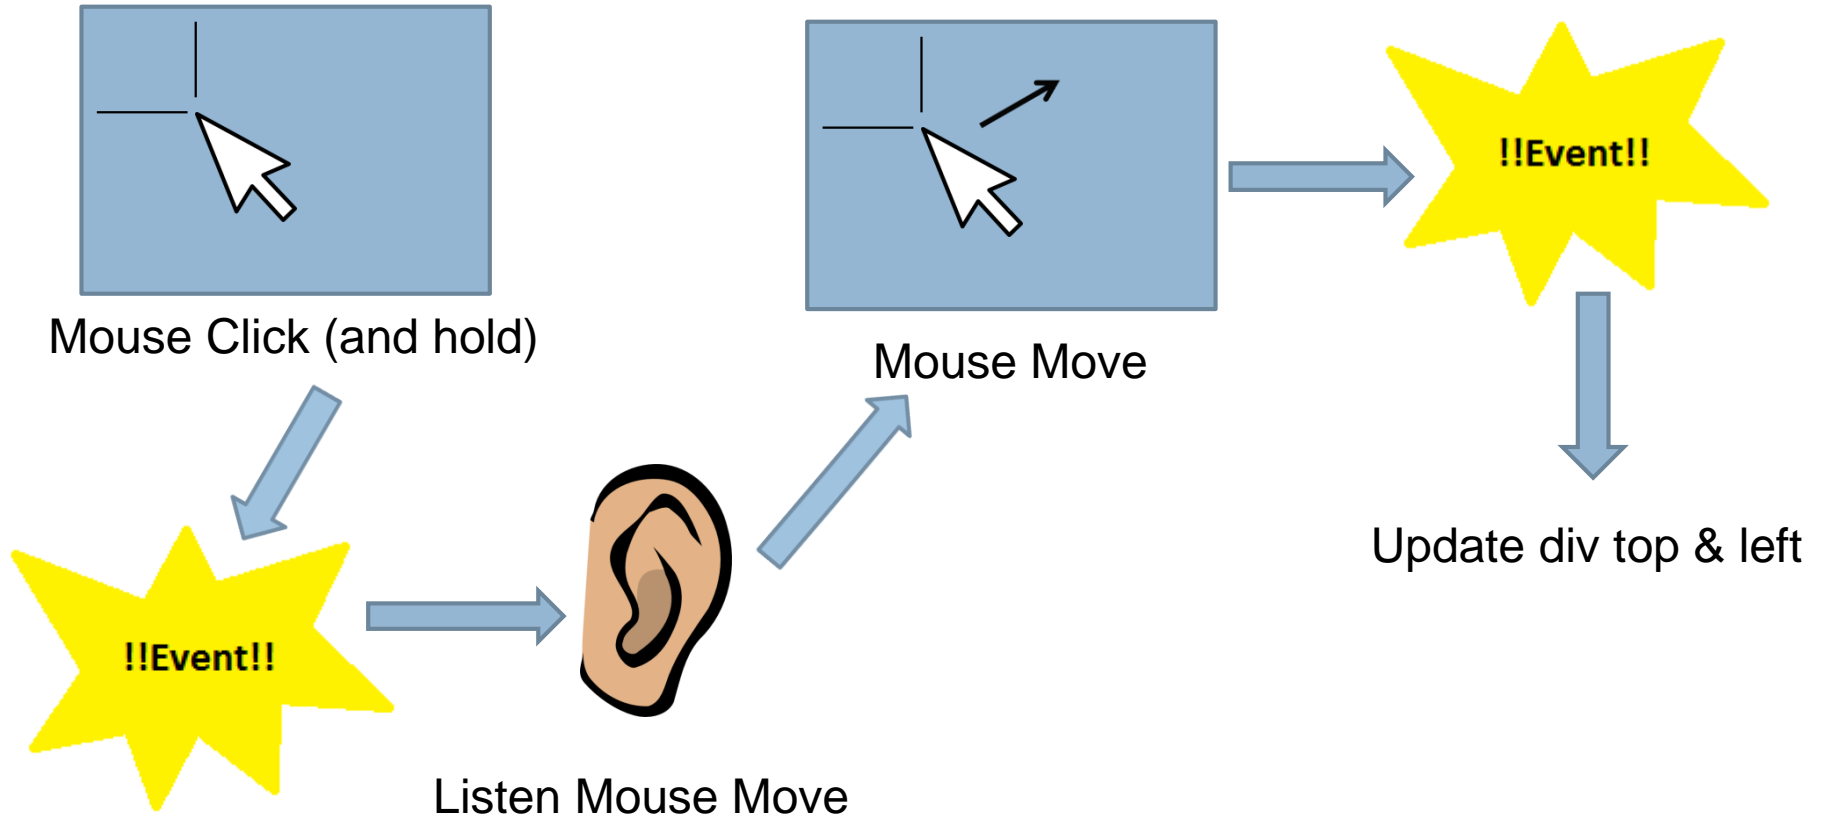 Mouse Click (and hold)
!!Event!!
Listen Mouse Move
Mouse Move
!!Event!!
Update div top & left